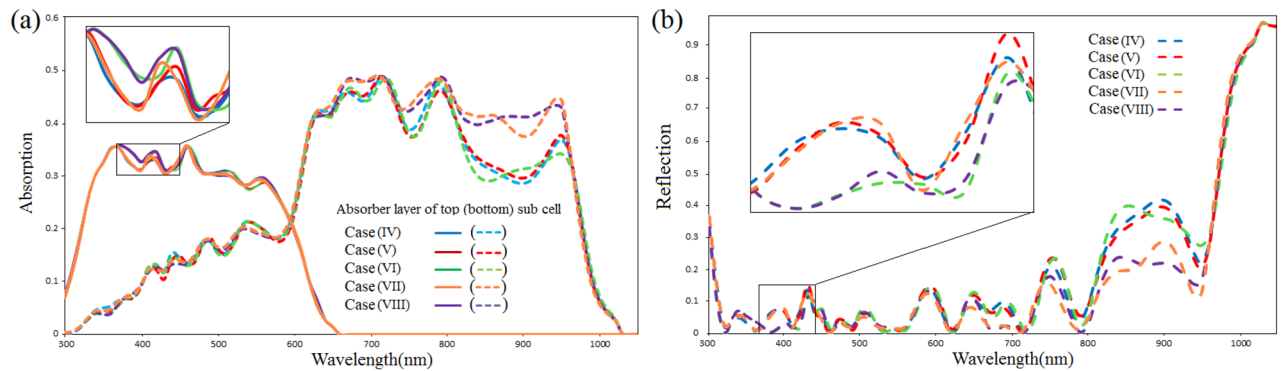 (a)
0.6
0.5
0.4
0.3
0.2
0.1
0
Absorption
Absorber layer of top (bottom) sub cell
Case (IV) (---)
Case (V) (---)
Case (VI) (---)
Case (VII) (---)
Case (VIII) (---)
300 400 500 600 700 800 900 1000
Wavelength(nm)
(b)
0.9
0.8
0.7
0.6
0.5
0.4
0.3
0.2
0.1
0
Reflection
Case (IV)
Case (V)
Case (VI)
Case (VII)
Case (VIII)
300 400 500 600 700 800 900 1000
Wavelength(nm)